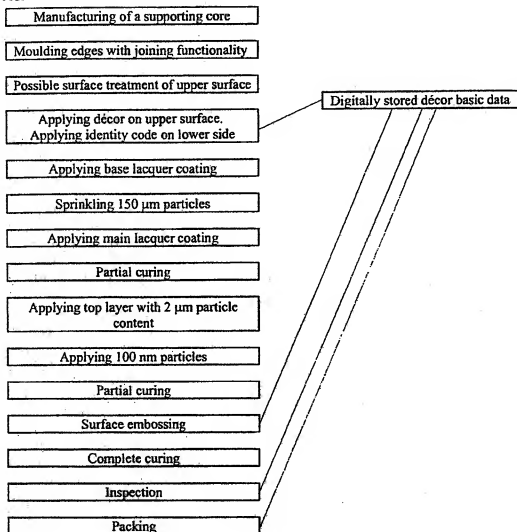 Manufacturing of a supporting core
Moulding edges with joining functionality
Possible surface treatment of upper surface
Digitally stored décor basic data
Applying décor on upper surface.
Applying identity code on lower side
Applying base lacquer coating
Sprinkling 150 µm particles
Applying main lacquer coating
Partial curing
Applying top layer with 2 µm particle
content
Applying 100 nm particles
Partial curing
Surface embossing
Complete curing
Inspection
Packing